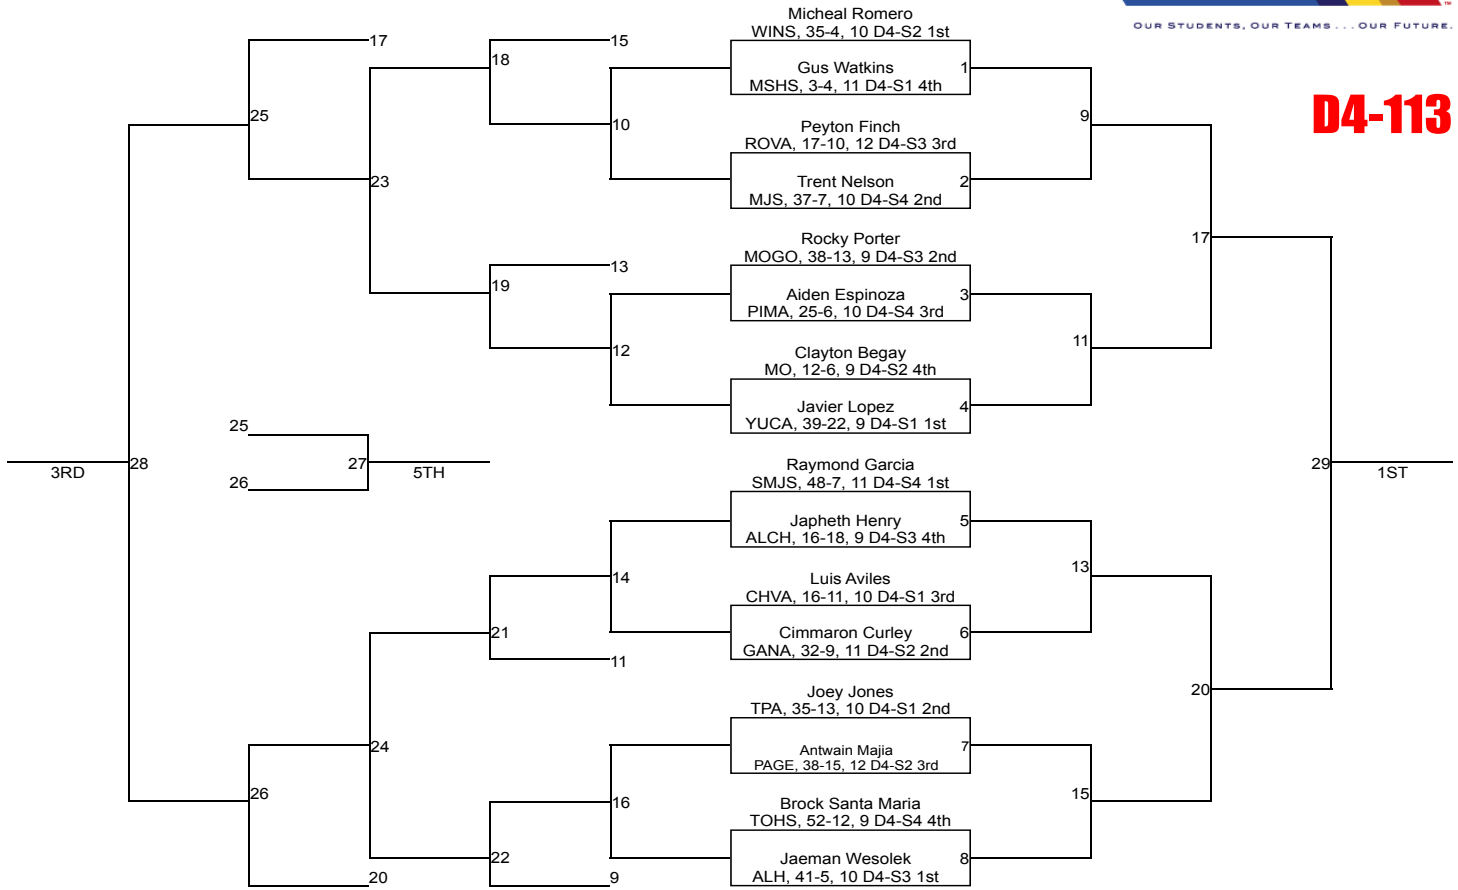 Micheal Romero
WINS, 35-4, 10 D4-S2 1st
OUR STUDENTS, OUR TEAMS . . . OUR FUTURE.
™
17
15
18
Gus Watkins
1
MSHS, 3-4, 11 D4-S1 4th
D4-113
25
10
9
Peyton Finch
ROVA, 17-10, 12 D4-S3 3rd
23
Trent Nelson
2
MJS, 37-7, 10 D4-S4 2nd
Rocky Porter
17
MOGO, 38-13, 9 D4-S3 2nd
13
19
Aiden Espinoza
3
PIMA, 25-6, 10 D4-S4 3rd
12
11
Clayton Begay
MO, 12-6, 9 D4-S2 4th
Javier Lopez
4
YUCA, 39-22, 9 D4-S1 1st
25
28
27
29
3RD
5TH
1ST
26
Raymond Garcia
SMJS, 48-7, 11 D4-S4 1st
Japheth Henry
5
ALCH, 16-18, 9 D4-S3 4th
14
13
Luis Aviles
CHVA, 16-11, 10 D4-S1 3rd
21
Cimmaron Curley
6
GANA, 32-9, 11 D4-S2 2nd
11
Joey Jones
20
TPA, 35-13, 10 D4-S1 2nd
24
Antwain Majia
7
PAGE, 38-15, 12 D4-S2 3rd
26
16
15
Brock Santa Maria
TOHS, 52-12, 9 D4-S4 4th
22
Jaeman Wesolek
8
20
9
ALH, 41-5, 10 D4-S3 1st